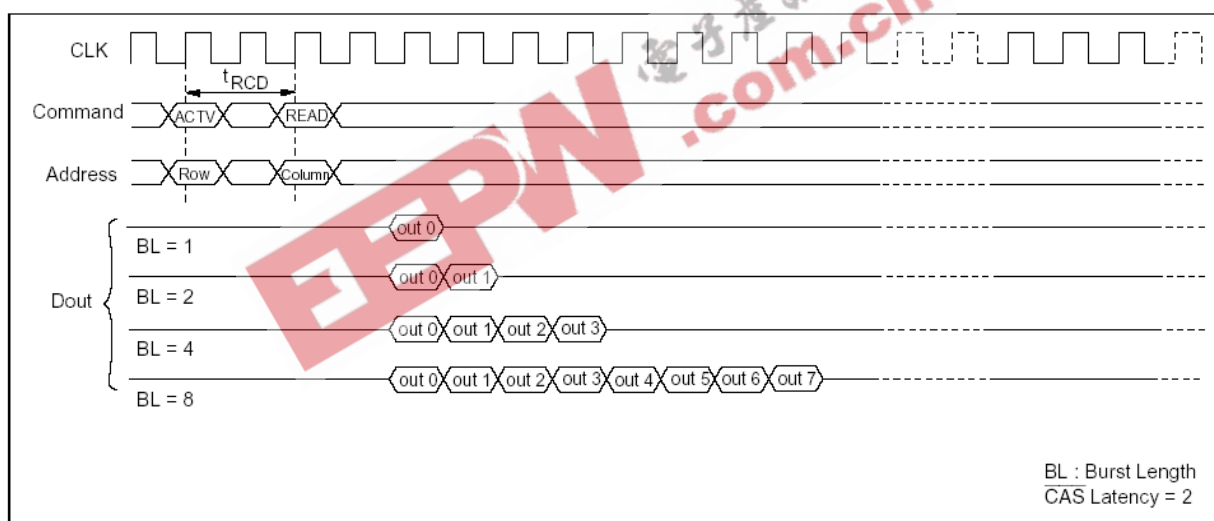 CLK
tRCD
Command
ACTV
READ
Address
Row
Column
Dout
BL = 1
out 0
BL = 2
out 0 out 1
BL = 4
out 0 out 1 out 2 out 3
BL = 8
out 0 out 1 out 2 out 3 out 4 out 5 out 6 out 7
BL : Burst Length
CAS Latency = 2
EEPW
.com.cn